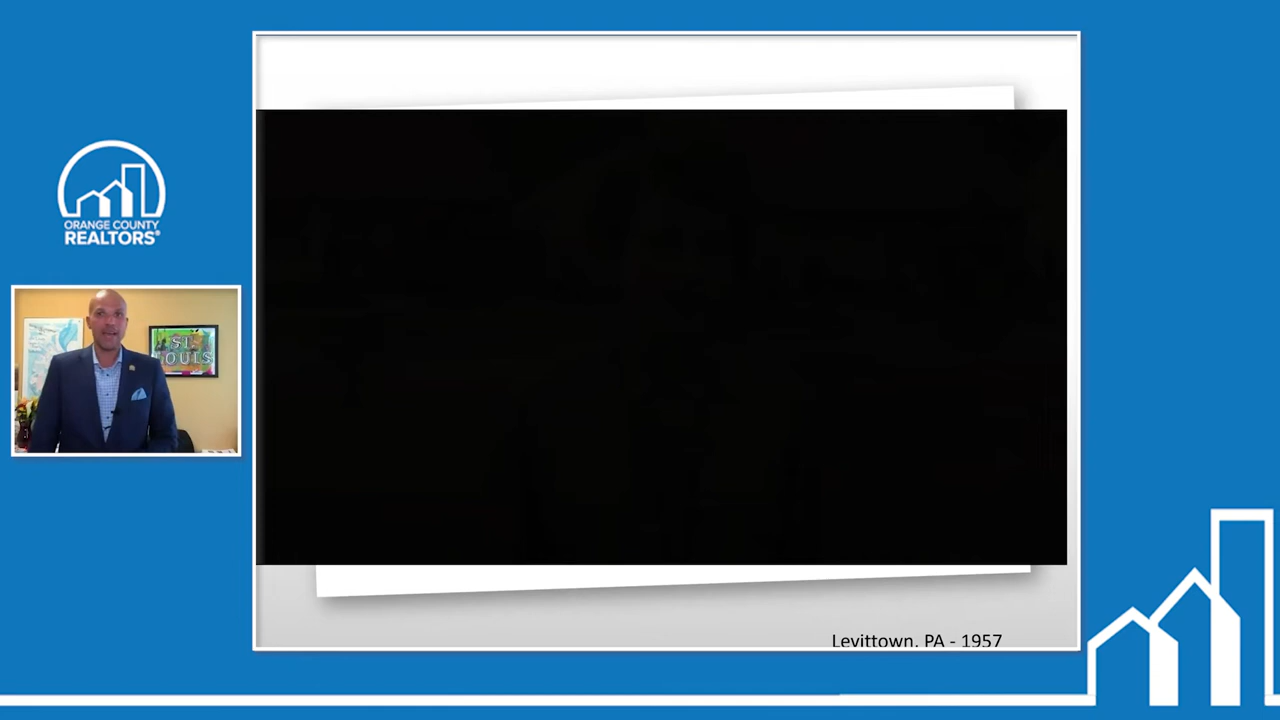 ORANGE COUNTY
REALTORS®
ST.
LOUIS
Levittown, PA - 1957